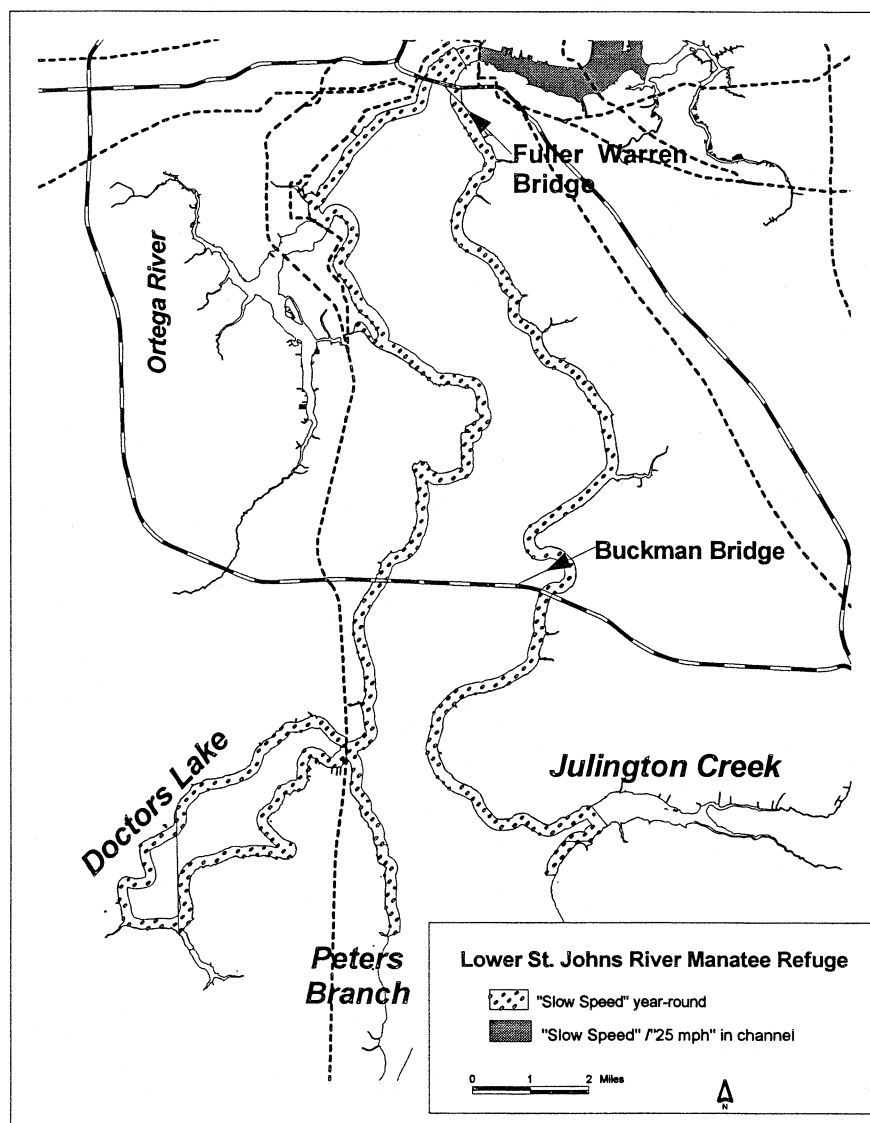 Fuller Warren
Bridge
Ortega River
Buckman Bridge
Doctors Lake
Julington Creek
Peters
Branch
Lower St. Johns River Manatee Refuge
"Slow Speed" year-round
"Slow Speed" /"25 mph" in channel
0 1 2 Miles
N